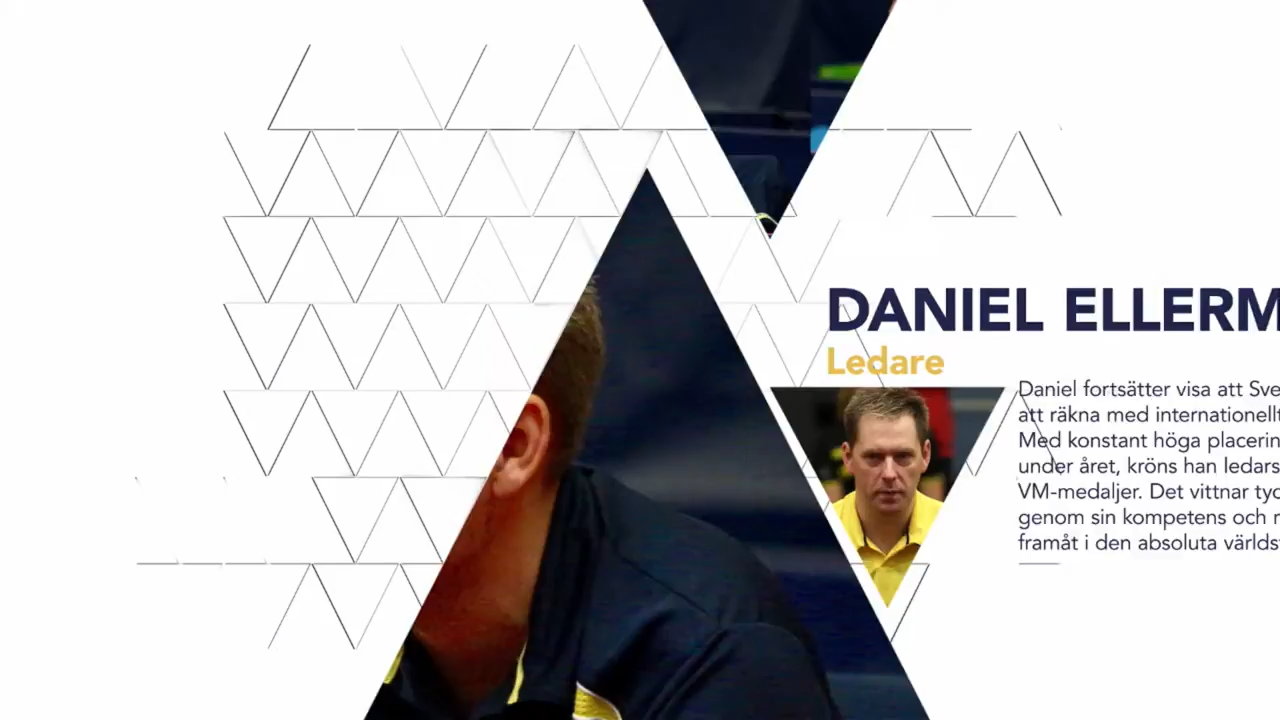 DANIEL ELLERM
Ledare
Daniel fortsätter visa att Sve
att räkna med internationellt
Med konstant höga placerin
under året, kröns han ledars
VM-medaljer. Det vittnar tyd
genom sin kompetens och
framåt i den absoluta världs